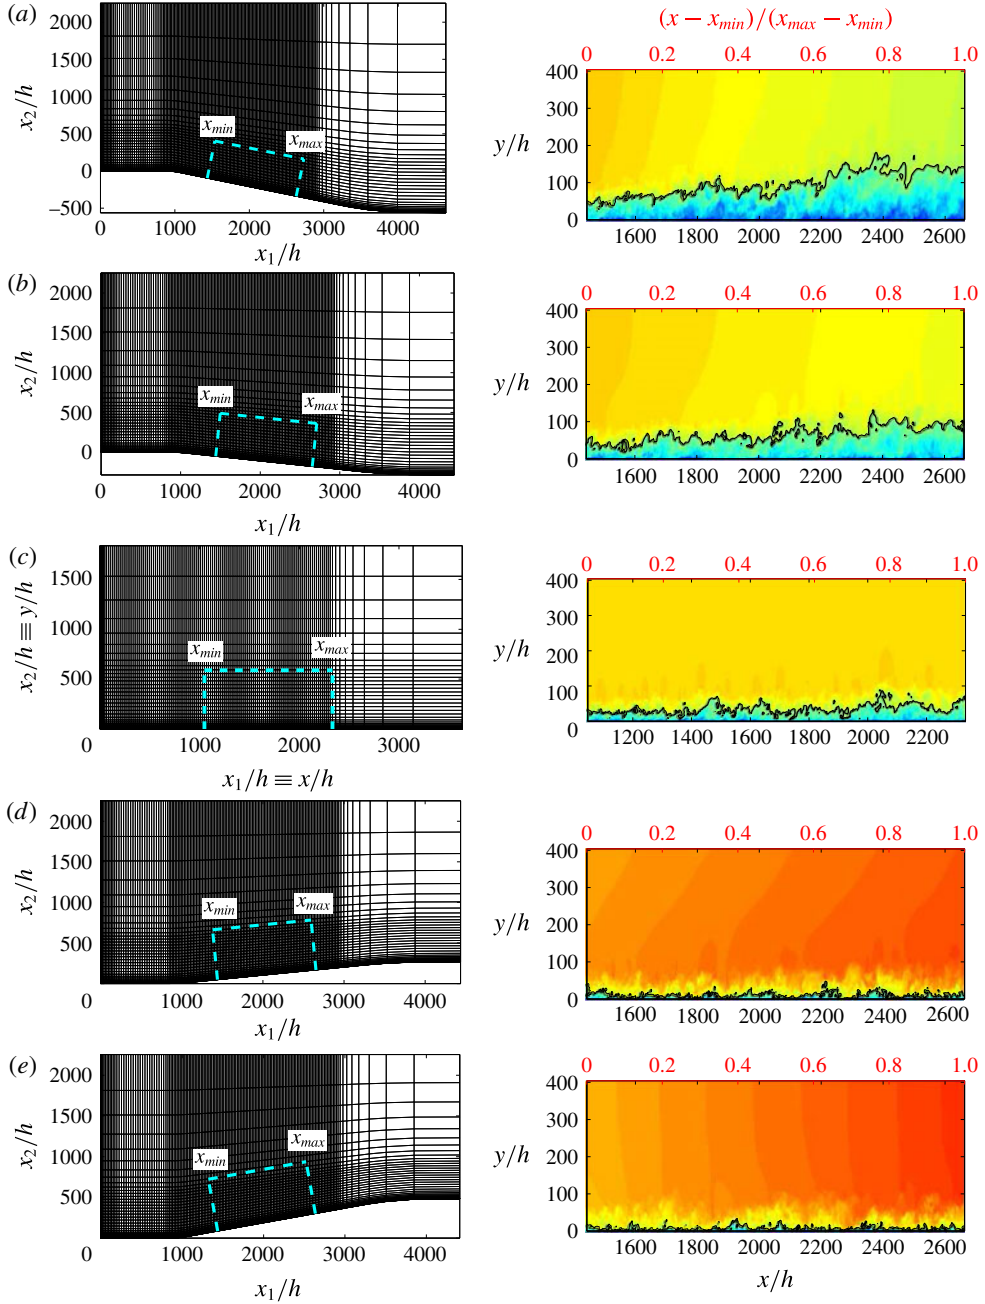 (a)
2000
1500
1000
500
0
−500
x2/h
xmin
xmax
0 1000 2000 3000 4000
x1/h
(x − xmin)/(xmax − xmin)
0 0.2 0.4 0.6 0.8 1.0
400
300
200
100
0
y/h
1600 1800 2000 2200 2400 2600
(b)
2000
1500
1000
500
0
x2/h
xmin
xmax
0 1000 2000 3000 4000
x1/h
0 0.2 0.4 0.6 0.8 1.0
400
300
200
100
0
y/h
1600 1800 2000 2200 2400 2600
(c)
1500
1000
500
x2/h ≡ y/h
xmin
xmax
0 1000 2000 3000
x1/h ≡ x/h
0 0.2 0.4 0.6 0.8 1.0
400
300
200
100
0
y/h
1200 1400 1600 1800 2000 2200
(d)
2000
1500
1000
500
x2/h
xmin
xmax
0 1000 2000 3000 4000
x1/h
0 0.2 0.4 0.6 0.8 1.0
400
300
200
100
0
y/h
1600 1800 2000 2200 2400 2600
(e)
2000
1500
1000
500
x2/h
xmin
xmax
0 1000 2000 3000 4000
x1/h
0 0.2 0.4 0.6 0.8 1.0
400
300
200
100
0
y/h
1600 1800 2000 2200 2400 2600
x/h